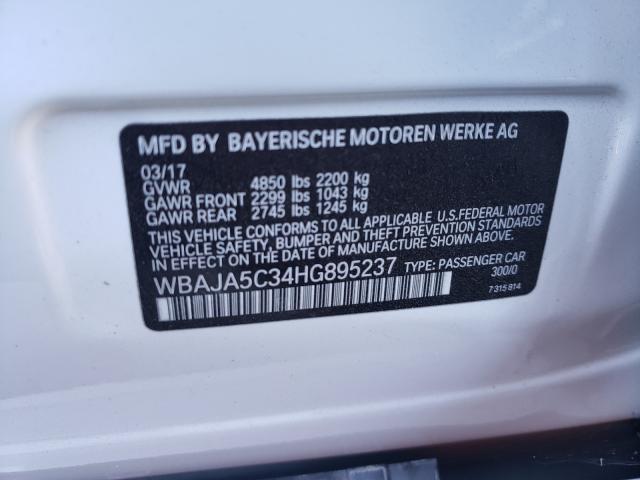 MFD BY BAYERISCHE MOTOREN WERKE AG
03/17
GVWR 4850 lbs 2200 kg
GAWR FRONT 2299 lbs 1043 kg
GAWR REAR 2745 lbs 1245 kg
THIS VEHICLE CONFORMS TO ALL APPLICABLE U.S.FEDERAL MOTOR
VEHICLE SAFETY, BUMPER AND THEFT PREVENTION STANDARDS
IN EFFECT ON THE DATE OF MANUFACTURE SHOWN ABOVE.
WBAJA5C34HG895237 TYPE: PASSENGER CAR
300/0
7315814